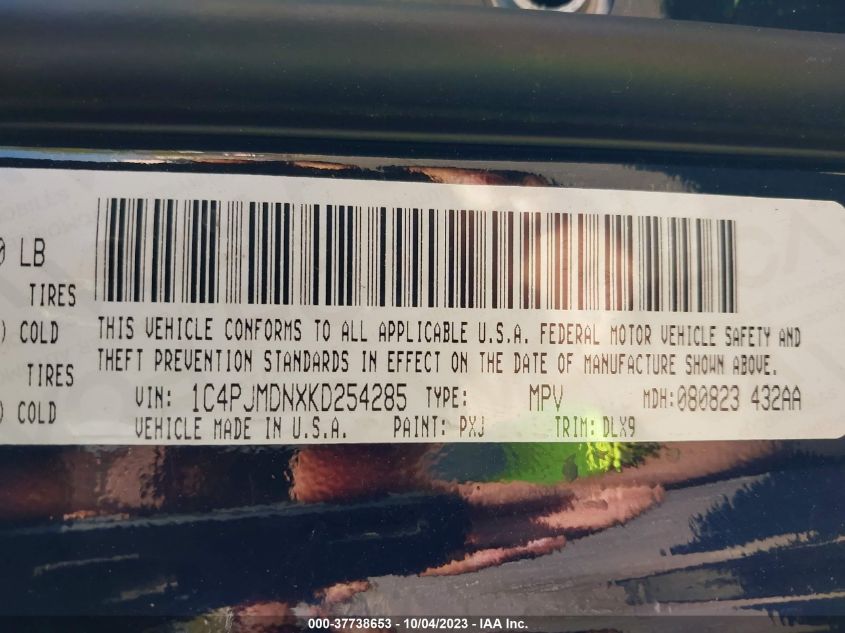 0 LB
TIRES
) COLD
TIRES
) COLD
THIS VEHICLE CONFORMS TO ALL APPLICABLE U.S.A. FEDERAL MOTOR VEHICLE SAFETY AND
THEFT PREVENTION STANDARDS IN EFFECT ON THE DATE OF MANUFACTURE SHOWN ABOVE.
VIN: 1C4PJMDNXKD254285 TYPE: MPV MDH:080823 432AA
VEHICLE MADE IN U.S.A. PAINT: PXJ TRIM: DLX9
000-37738653 - 10/04/2023 - IAA Inc.